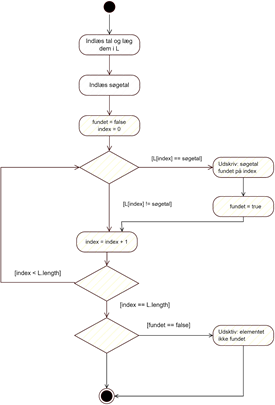 Indlæs tal og læg
dem i L
Indlæs søgetal
fundet = false
index = 0
[L[index] == søgetal]
Udskriv: søgetal
fundet på index
[L[index] != søgetal]
fundet = true
index = index + 1
[index < L.length]
[index == L.length]
[fundet == false]
Udsktiv: elementet
ikke fundet